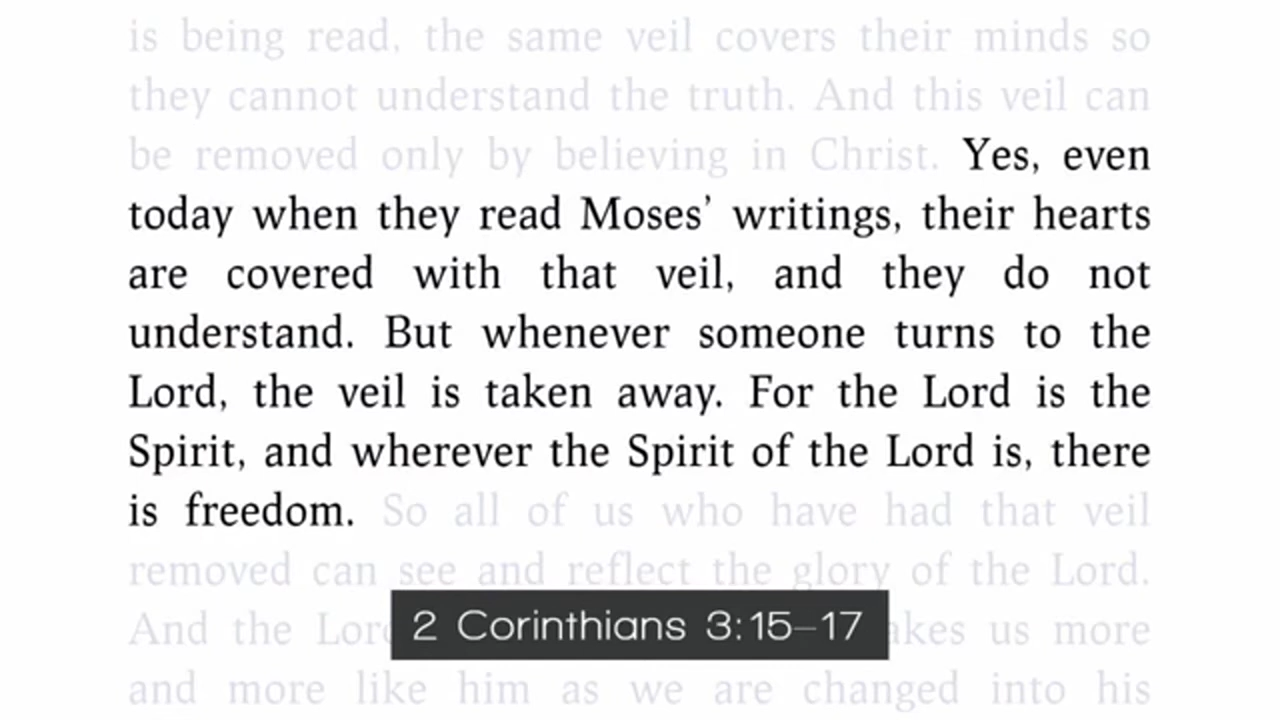 is being read, the same veil covers their minds so
they cannot understand the truth. And this veil can
be removed only by believing in Christ. Yes, even
today when they read Moses’ writings, their hearts
are covered with that veil, and they do not
understand. But whenever someone turns to the
Lord, the veil is taken away. For the Lord is the
Spirit, and wherever the Spirit of the Lord is, there
is freedom. So all of us who have had that veil
removed can see and reflect the glory of the Lord.
And the us more
2 Corinthians 3:15–17
and more like him as we are changed into his